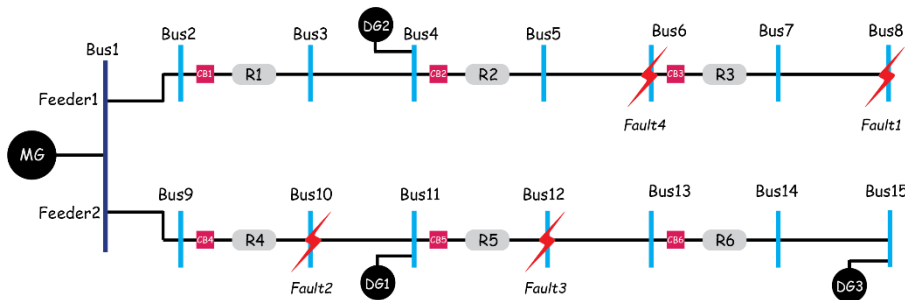 Bus1
Bus2
Bus3
DG2
Bus4
Bus5
Bus6
Bus7
Bus8
CB1
R1
CB2
R2
CB3
R3
Feeder1
Fault4
Fault1
MG
Feeder2
Bus9
Bus10
Bus11
Bus12
Bus13
Bus14
Bus15
CB4
R4
CB5
R5
CB6
R6
Fault2
DG1
Fault3
DG3